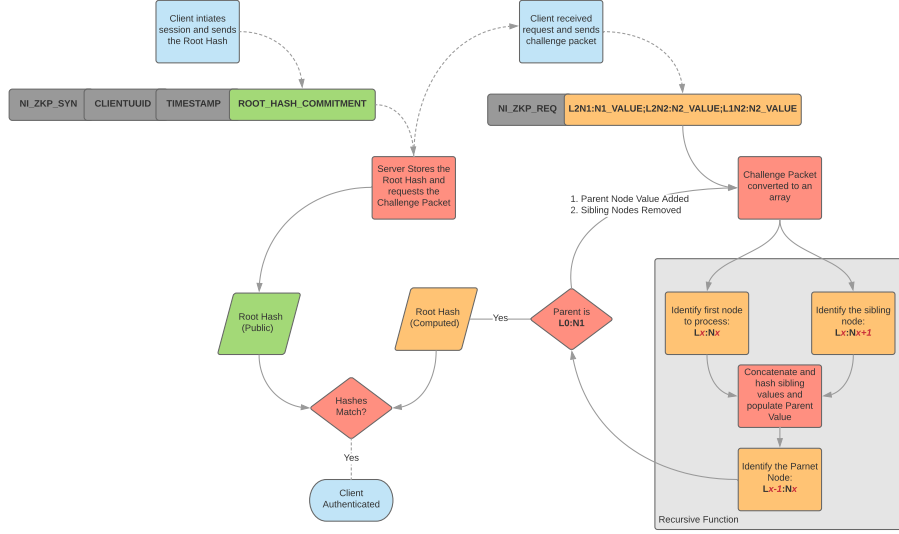 Client intiates
session and sends
the Root Hash
Client received
request and sends
challenge packet
NI_ZKP_SYN
CLIENTUUID
TIMESTAMP
ROOT_HASH_COMMITMENT
NI_ZKP_REQ
L2N1:N1_VALUE;L2N2:N2_VALUE;L1N2:N2_VALUE
Server Stores the
Root Hash and
requests the
Challenge Packet
Challenge Packet
converted to an
array
1. Parent Node Value Added
2. Sibling Nodes Removed
Root Hash
(Public)
Root Hash
(Computed)
Yes
Parent is
L0:N1
Identify first node
to process:
Lx:Nx
Identify the sibling
node:
Lx:Nx+1
Concatenate and
hash sibling
values and
populate Parent
Value
Hashes
Match?
Yes
Client
Authenticated
Identify the Parnet
Node:
Lx-1:Nx
Recursive Function